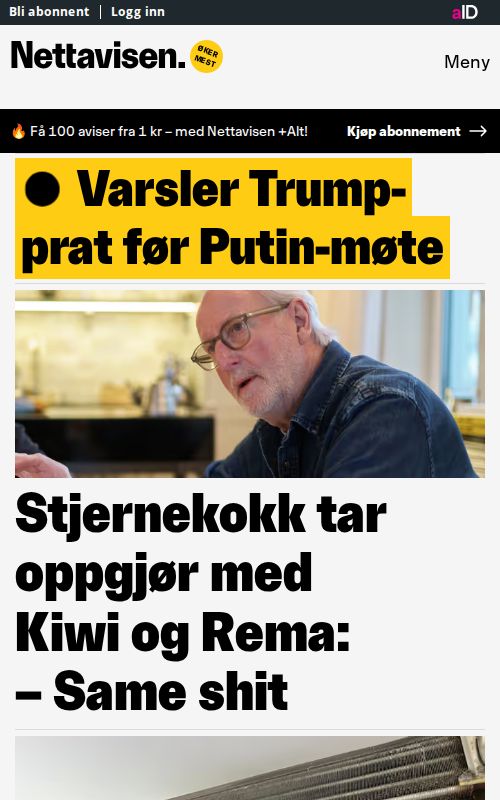 Bli abonnent | Logg inn
aID
Nettavisen.
ØKER
MEST
Meny
🔥 Få 100 aviser fra 1 kr – med Nettavisen +Alt!
Kjøp abonnement →
● Varsler Trump-
prat før Putin-møte
Stjernekokk tar
oppgjør med
Kiwi og Rema:
– Same shit